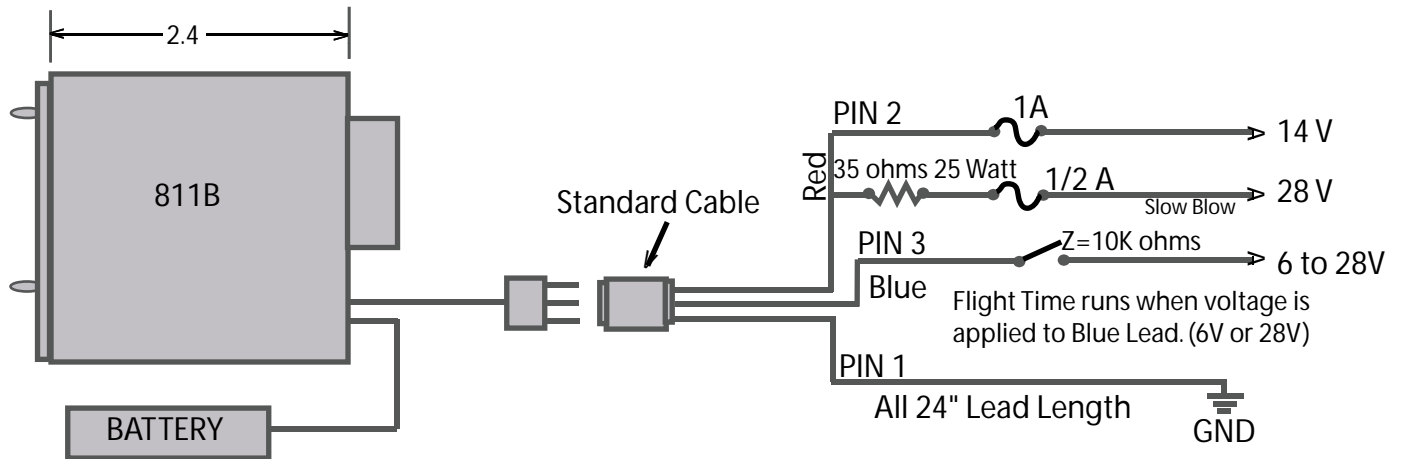 2.4
811B
BATTERY
Standard Cable
PIN 2
1A
14 V
Red
35 ohms 25 Watt
1/2 A
Slow Blow
28 V
PIN 3
Z=10K ohms
6 to 28V
Blue
Flight Time runs when voltage is
applied to Blue Lead. (6V or 28V)
PIN 1
All 24" Lead Length
GND